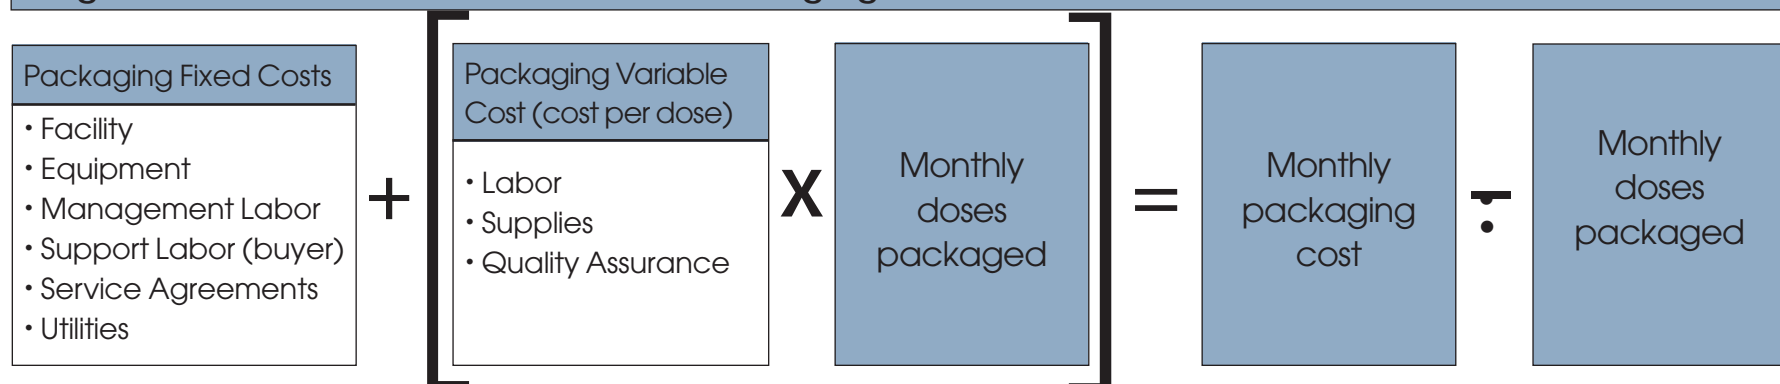 Packaging Fixed Costs
• Facility
• Equipment
• Management Labor
• Support Labor (buyer)
• Service Agreements
• Utilities
+
Packaging Variable
Cost (cost per dose)
• Labor
• Supplies
• Quality Assurance
X
Monthly
doses
packaged
=
Monthly
packaging
cost
÷
Monthly
doses
packaged